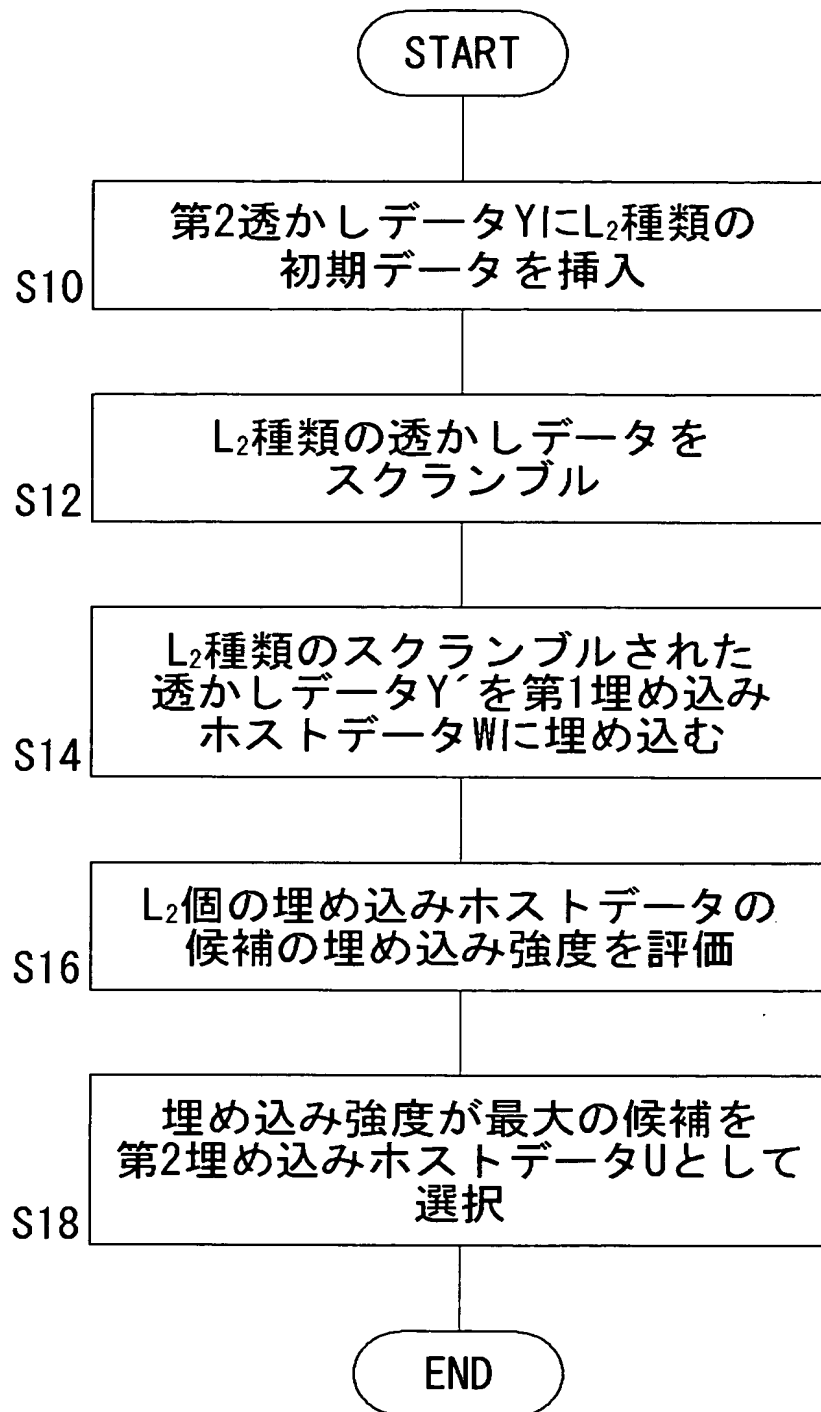 START
第2透かしデータYにL₂種類の
初期データを挿入
S10
L₂種類の透かしデータを
スクランブル
S12
L₂種類のスクランブルされた
透かしデータY´を第1埋め込み
ホストデータWに埋め込む
S14
L₂個の埋め込みホストデータの
候補の埋め込み強度を評価
S16
埋め込み強度が最大の候補を
第2埋め込みホストデータUとして
選択
S18
END